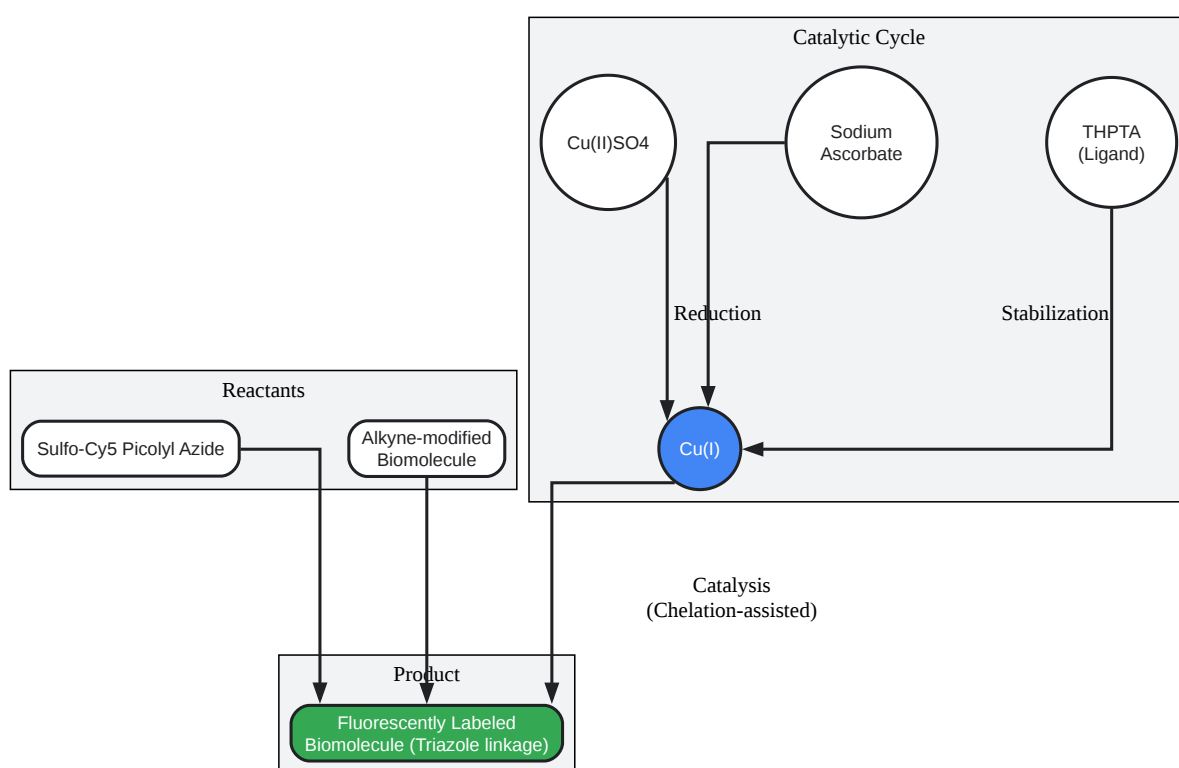 Catalytic Cycle
Cu(II)SO4
Sodium
Ascorbate
THPTA
(Ligand)
Reduction
Stabilization
Reactants
Sulfo-Cy5 Picolyl Azide
Alkyne-modified
Biomolecule
Cu(I)
Catalysis
(Chelation-assisted)
Product
Fluorescently Labeled
Biomolecule (Triazole linkage)